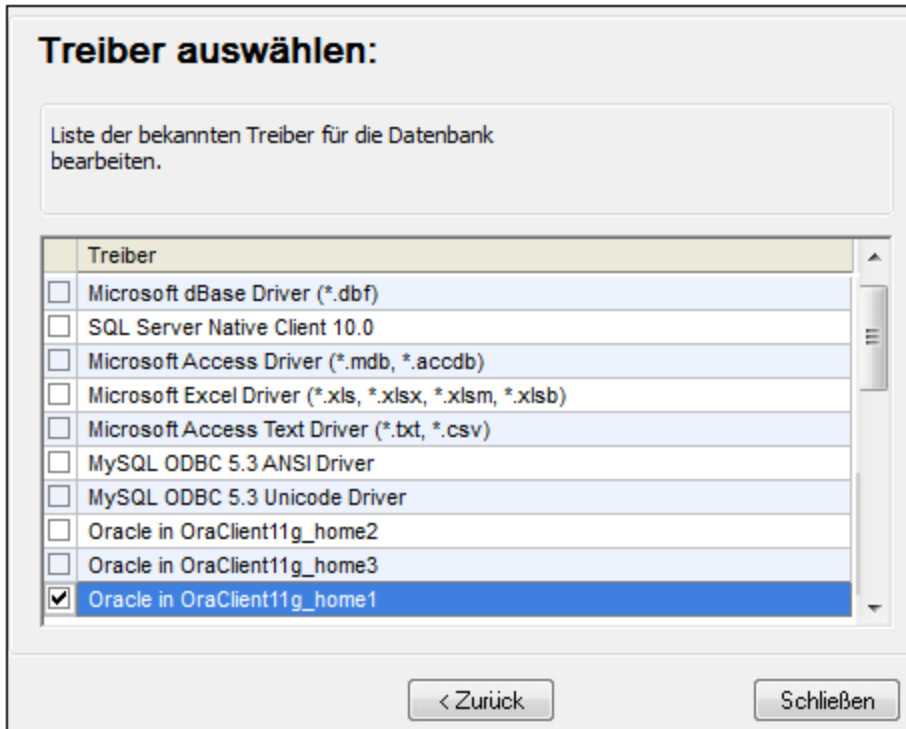 Treiber auswählen:
Liste der bekannten Treiber für die Datenbank
bearbeiten.
Treiber
Microsoft dBase Driver (*.dbf)
SQL Server Native Client 10.0
Microsoft Access Driver (*.mdb, *.accdb)
Microsoft Excel Driver (*.xls, *.xlsx, *.xlsm, *.xlsb)
Microsoft Access Text Driver (*.txt, *.csv)
MySQL ODBC 5.3 ANSI Driver
MySQL ODBC 5.3 Unicode Driver
Oracle in OraClient11g_home2
Oracle in OraClient11g_home3
Oracle in OraClient11g_home1
< Zurück
Schließen